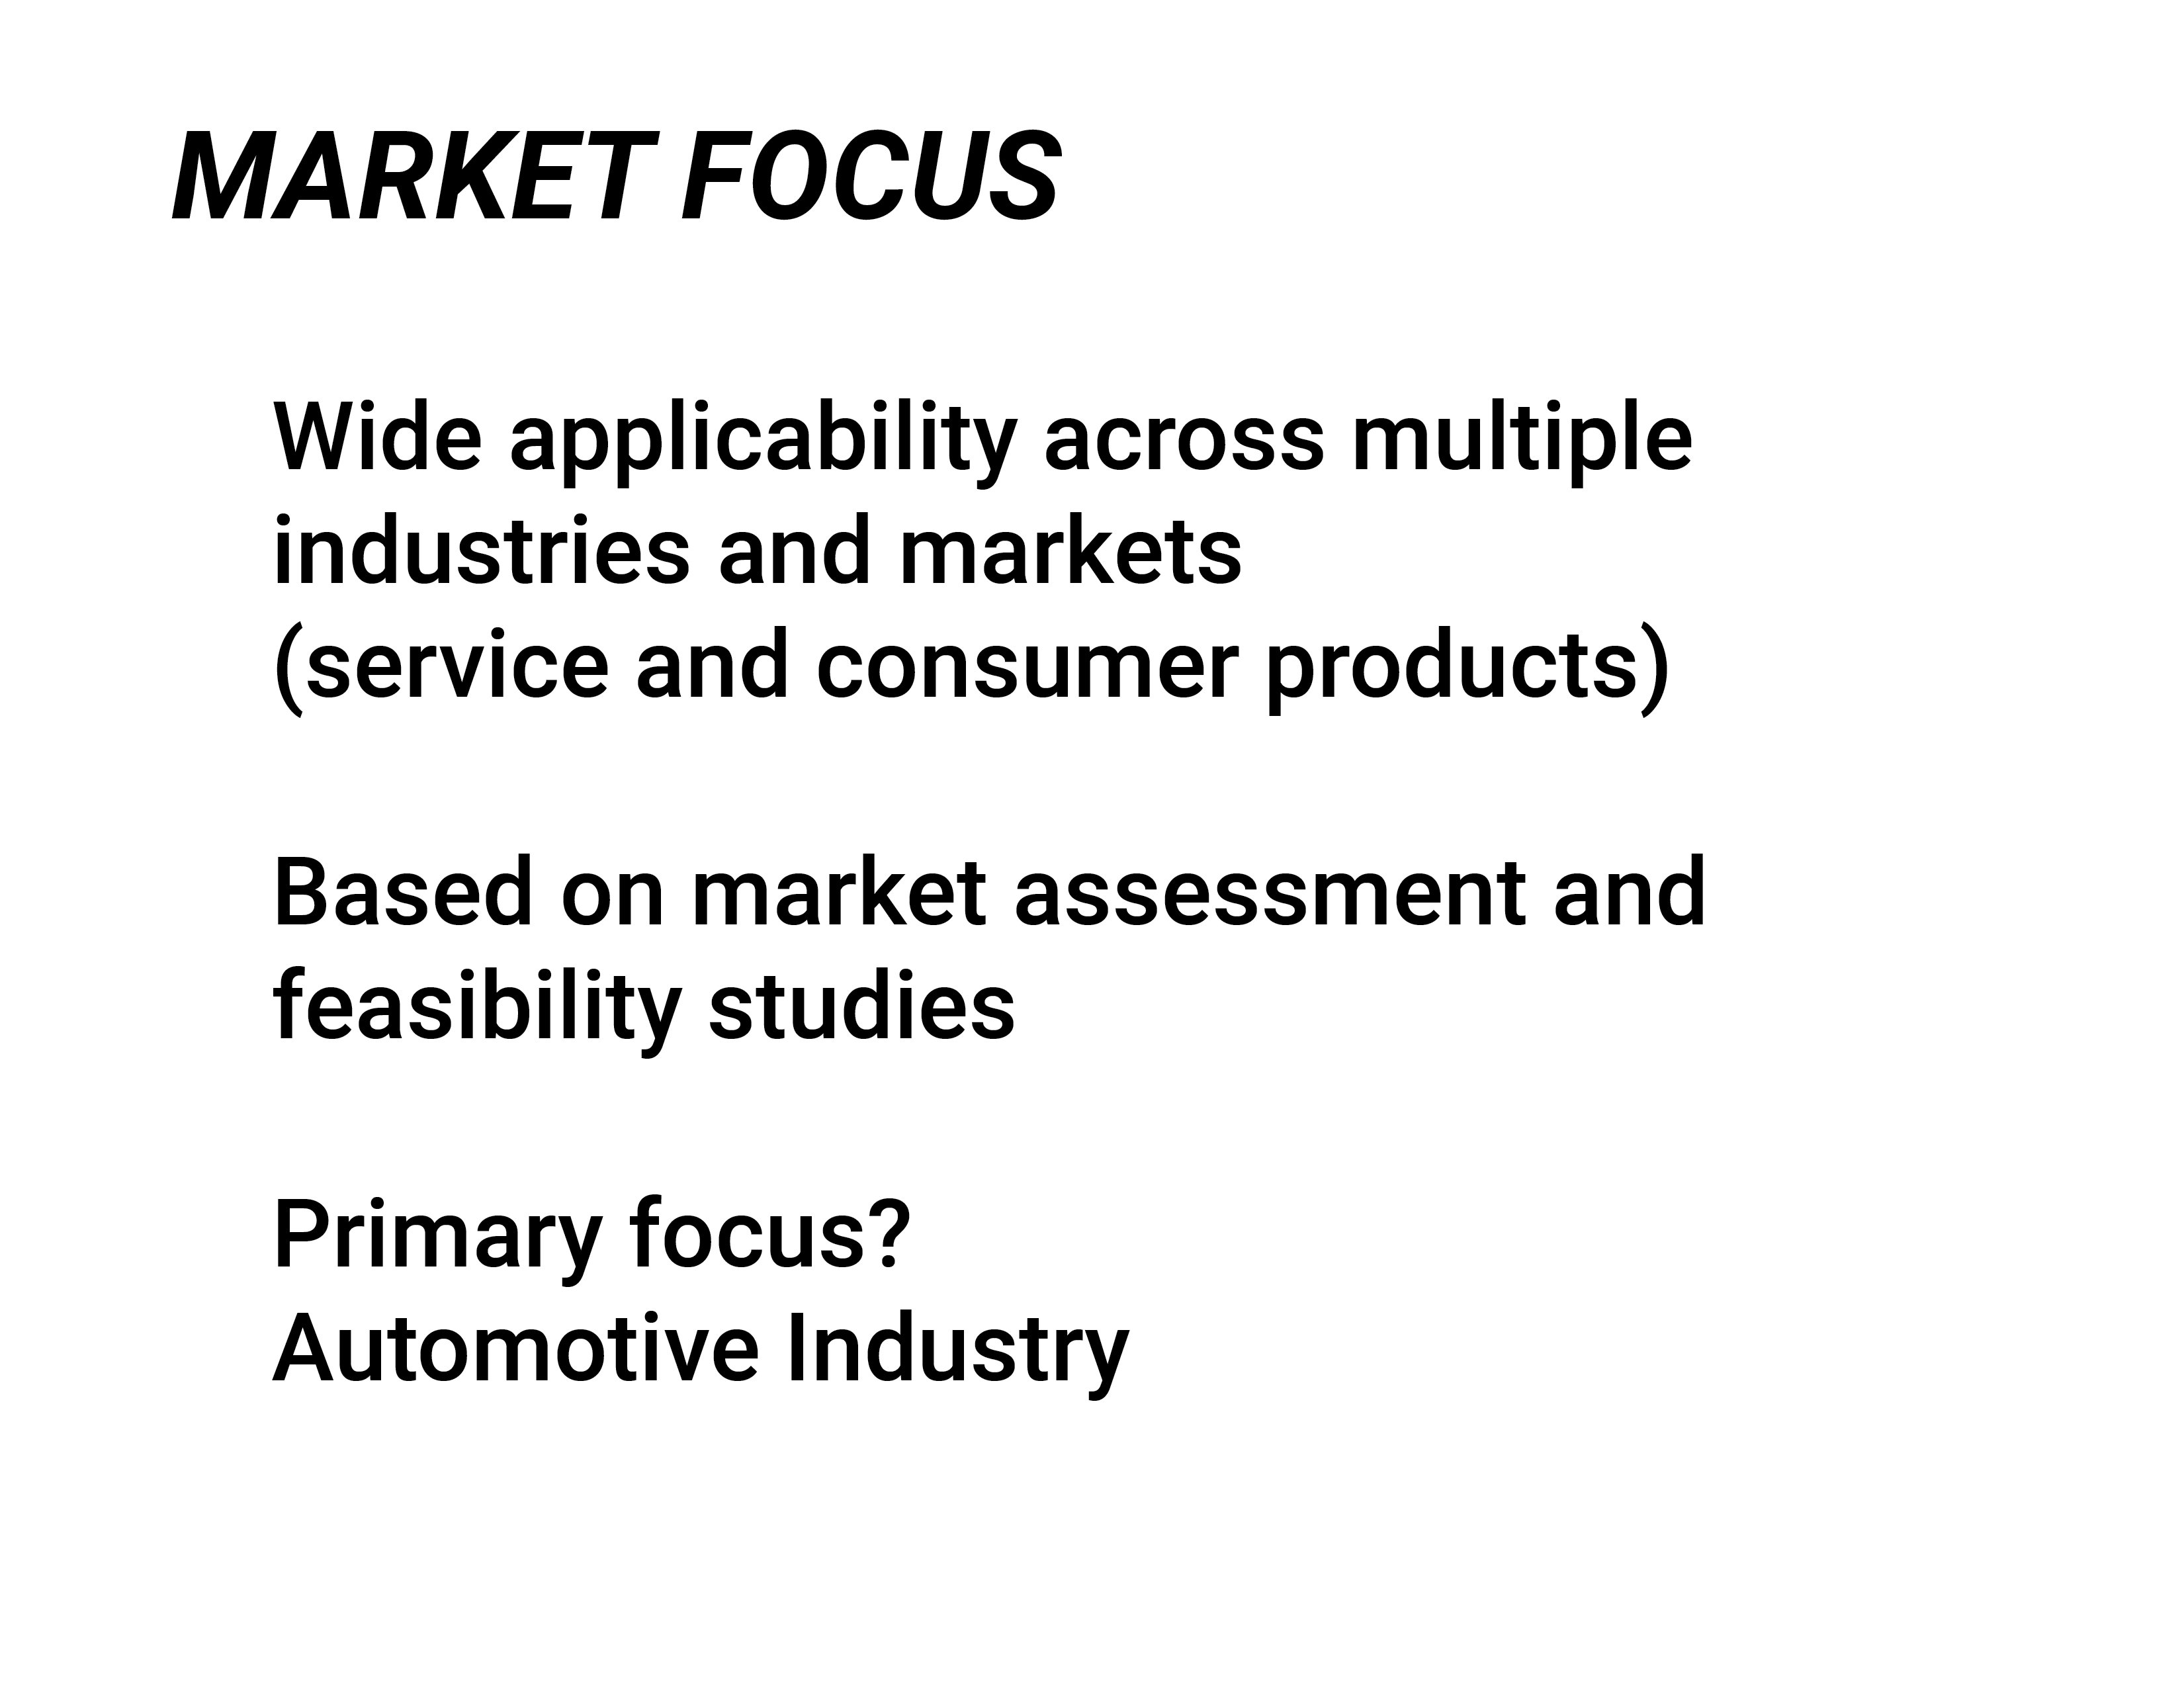 MARKET FOCUS
Wide applicability across multiple
industries and markets
(service and consumer products)
Based on market assessment and
feasibility studies
Primary focus?
Automotive Industry